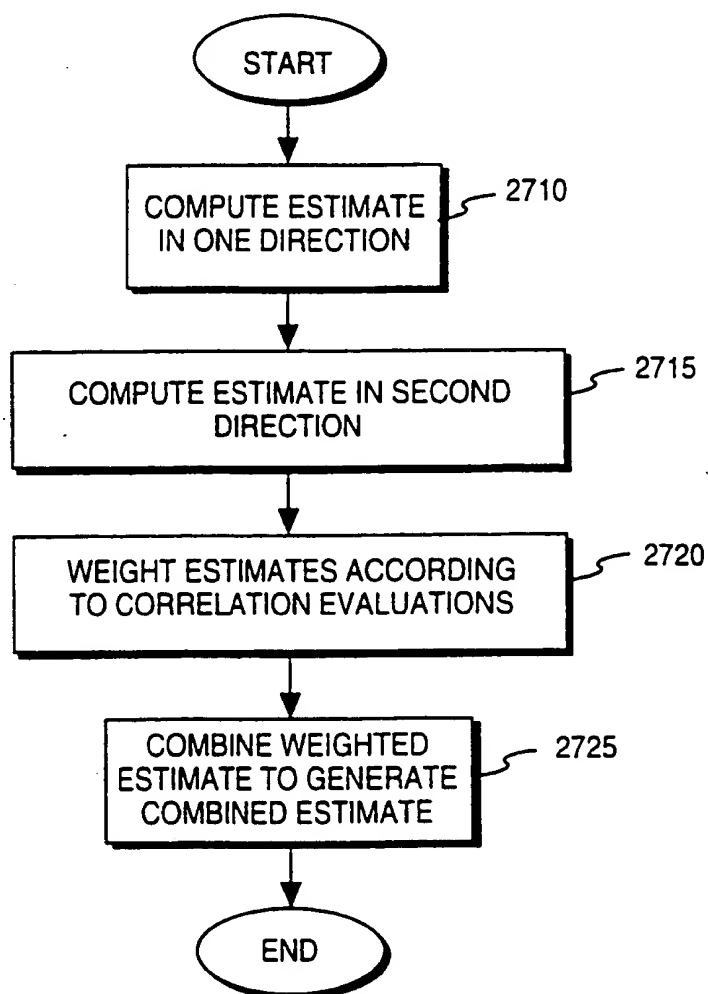 START
COMPUTE ESTIMATE
IN ONE DIRECTION
2710
COMPUTE ESTIMATE IN SECOND
DIRECTION
2715
WEIGHT ESTIMATES ACCORDING
TO CORRELATION EVALUATIONS
2720
COMBINE WEIGHTED
ESTIMATE TO GENERATE
COMBINED ESTIMATE
2725
END